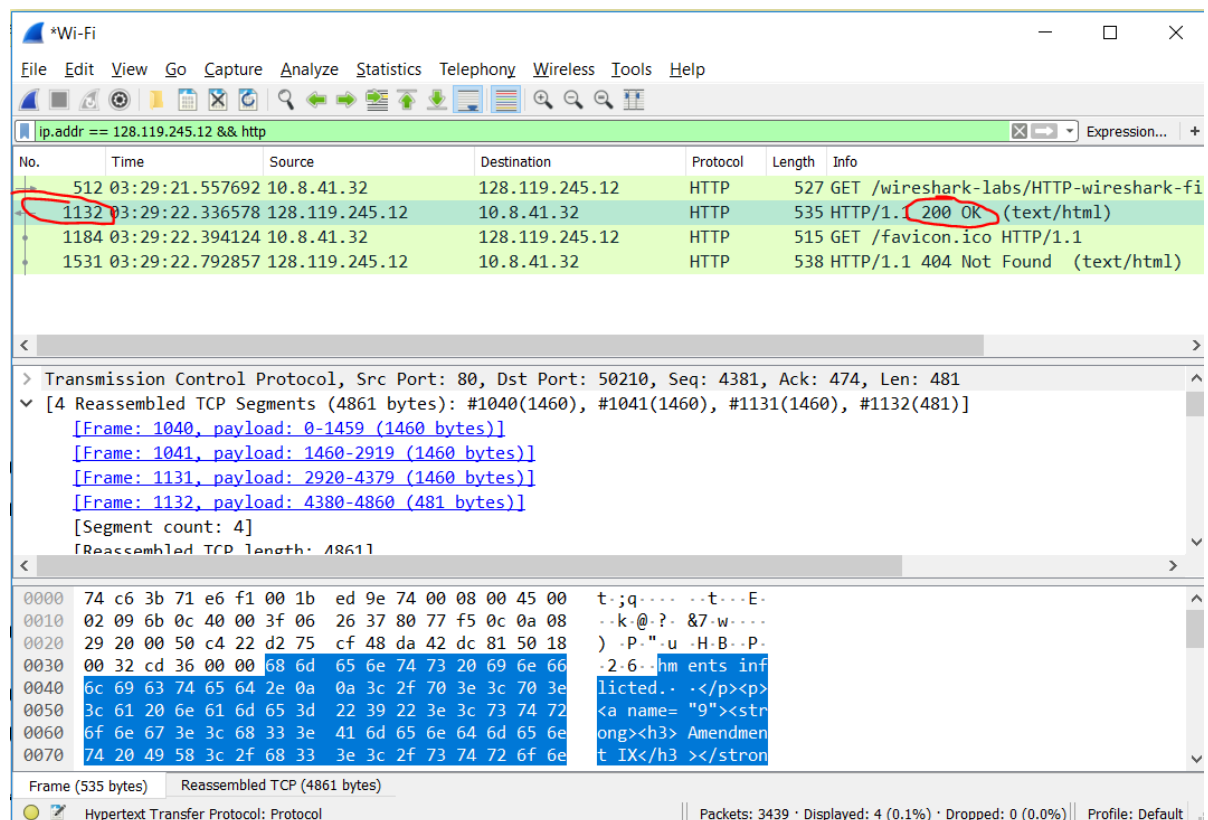 *Wi-Fi
File Edit View Go Capture Analyze Statistics Telephony Wireless Tools Help
ip.addr == 128.119.245.12 && http Expression... +
No. Time Source Destination Protocol Length Info
512 03:29:21.557692 10.8.41.32 128.119.245.12 HTTP 527 GET /wireshark-labs/HTTP-wireshark-fi
1132 03:29:22.336578 128.119.245.12 10.8.41.32 HTTP 535 HTTP/1.1 200 OK (text/html)
1184 03:29:22.394124 10.8.41.32 128.119.245.12 HTTP 515 GET /favicon.ico HTTP/1.1
1531 03:29:22.792857 128.119.245.12 10.8.41.32 HTTP 538 HTTP/1.1 404 Not Found (text/html)
> Transmission Control Protocol, Src Port: 80, Dst Port: 50210, Seq: 4381, Ack: 474, Len: 481
[4 Reassembled TCP Segments (4861 bytes): #1040(1460), #1041(1460), #1131(1460), #1132(481)]
[Frame: 1040, payload: 0-1459 (1460 bytes)]
[Frame: 1041, payload: 1460-2919 (1460 bytes)]
[Frame: 1131, payload: 2920-4379 (1460 bytes)]
[Frame: 1132, payload: 4380-4860 (481 bytes)]
[Segment count: 4]
[Reassembled TCP length: 4861]
0000 74 c6 3b 71 e6 f1 00 1b ed 9e 74 00 08 00 45 00 t·;q···· ··t···E·
0010 02 09 6b 0c 40 00 3f 06 26 37 80 77 f5 0c 0a 08 ··k·@·?· &7·w····
0020 29 20 00 50 c4 22 d2 75 cf 48 da 42 dc 81 50 18 ) ·P·"·u ·H·B··P·
0030 00 32 cd 36 00 00 68 6d 65 6e 74 73 20 69 6e 66 ·2·6··hm ents inf
0040 6c 69 63 74 65 64 2e 0a 0a 3c 2f 70 3e 3c 70 3e licted.· ·</p><p>
0050 3c 61 20 6e 61 6d 65 3d 22 39 22 3e 3c 73 74 72 <a name= "9"><str
0060 6f 6e 67 3e 3c 68 33 3e 41 6d 65 6e 64 6d 65 6e ong><h3> Amendmen
0070 74 20 49 58 3c 2f 68 33 3e 3c 2f 73 74 72 6f 6e t IX</h3 ></stron
Frame (535 bytes) Reassembled TCP (4861 bytes)
Hypertext Transfer Protocol: Protocol Packets: 3439 · Displayed: 4 (0.1%) · Dropped: 0 (0.0%) Profile: Default